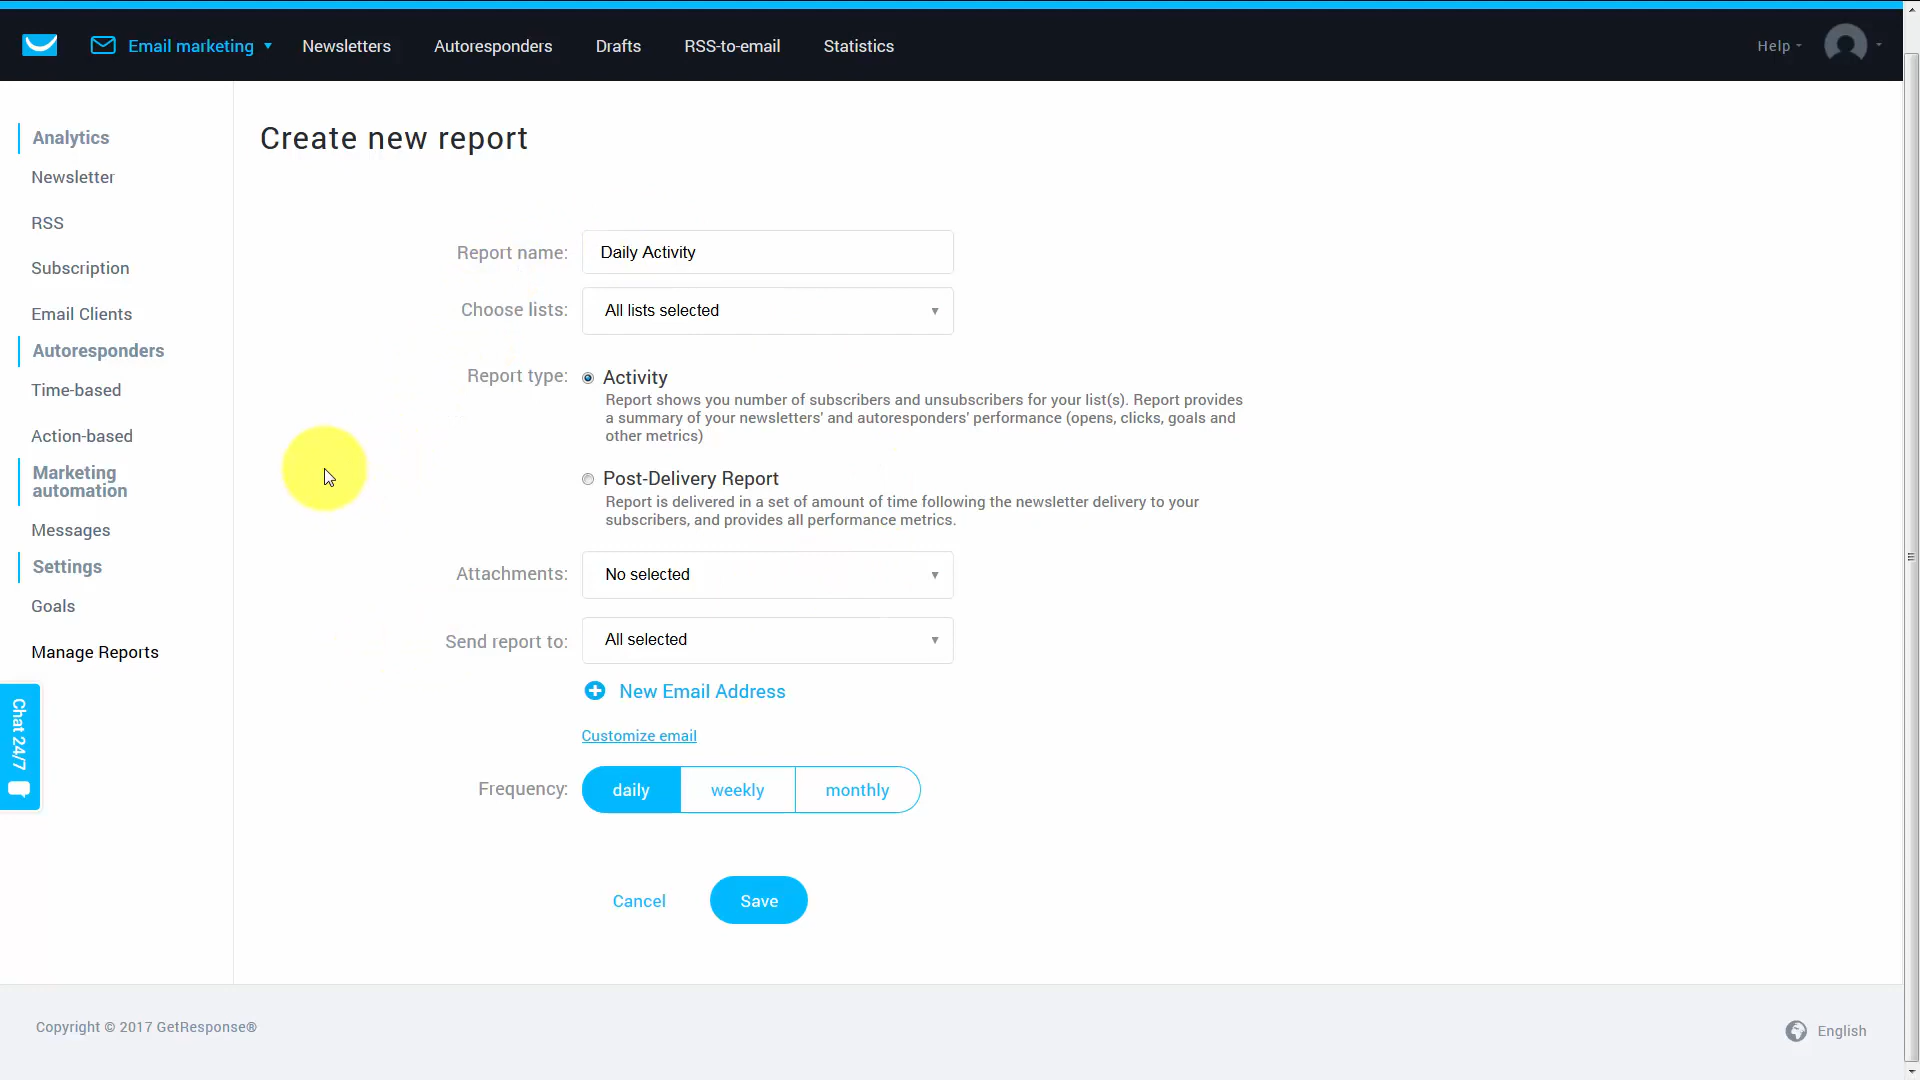 Email marketing
Newsletters
Autoresponders
Drafts
RSS-to-email
Statistics
Help
Analytics
Newsletter
RSS
Subscription
Email Clients
Autoresponders
Time-based
Action-based
Marketing
automation
Messages
Settings
Goals
Manage Reports
Chat 24/7
Create new report
Report name: Daily Activity
Choose lists: All lists selected
Report type: Activity
Report shows you number of subscribers and unsubscribers for your list(s). Report provides
a summary of your newsletters' and autoresponders' performance (opens, clicks, goals and
other metrics)
Post-Delivery Report
Report is delivered in a set of amount of time following the newsletter delivery to your
subscribers, and provides all performance metrics.
Attachments: No selected
Send report to: All selected
New Email Address
Customize email
Frequency: daily weekly monthly
Cancel Save
Copyright © 2017 GetResponse®
English